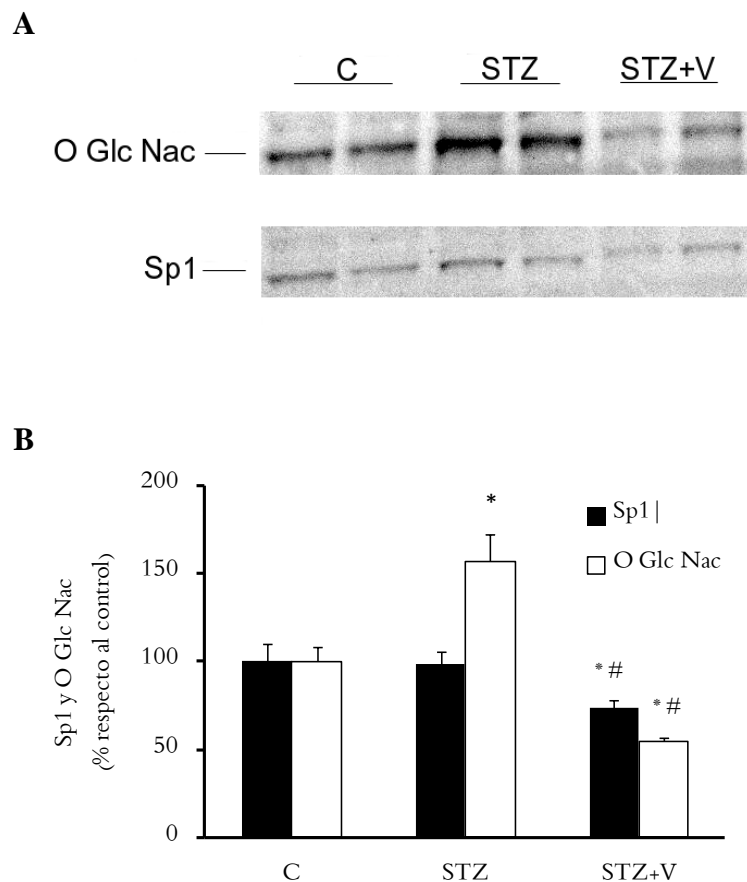 A
C STZ STZ+V
O Glc Nac
Sp1
B
200
150
100
50
0
Sp1 y O Glc Nac
(% respecto al control)
*
Sp1 |
O Glc Nac
* #
* #
C STZ STZ+V